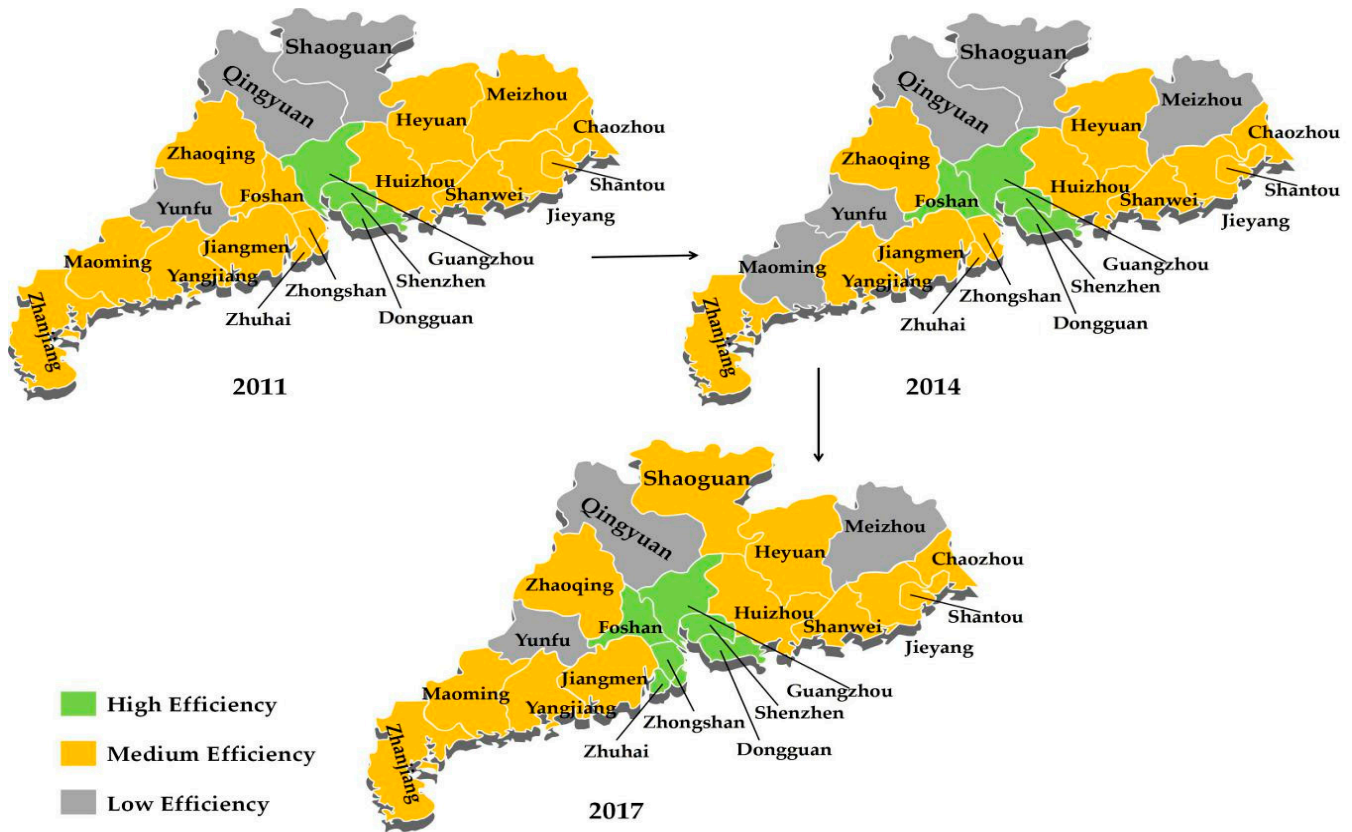 Shaoguan
Qingyuan
Meizhou
Heyuan
Chaozhou
Zhaoqing
Huizhou
Shantou
Foshan
Shanwei
Yunfu
Jieyang
Jiangmen
Guangzhou
Maoming
Yangjiang
Shenzhen
Zhongshan
Zhuhai
Dongguan
Zhanjiang
2011
Shaoguan
Qingyuan
Meizhou
Heyuan
Chaozhou
Zhaoqing
Huizhou
Shantou
Foshan
Shanwei
Yunfu
Jieyang
Jiangmen
Guangzhou
Maoming
Yangjiang
Shenzhen
Zhongshan
Zhuhai
Dongguan
Zhanjiang
2014
Shaoguan
Qingyuan
Meizhou
Heyuan
Chaozhou
Zhaoqing
Huizhou
Shantou
Foshan
Shanwei
Yunfu
Jieyang
Jiangmen
Guangzhou
Maoming
Yangjiang
Shenzhen
Zhongshan
Zhuhai
Dongguan
Zhanjiang
2017
High Efficiency
Medium Efficiency
Low Efficiency